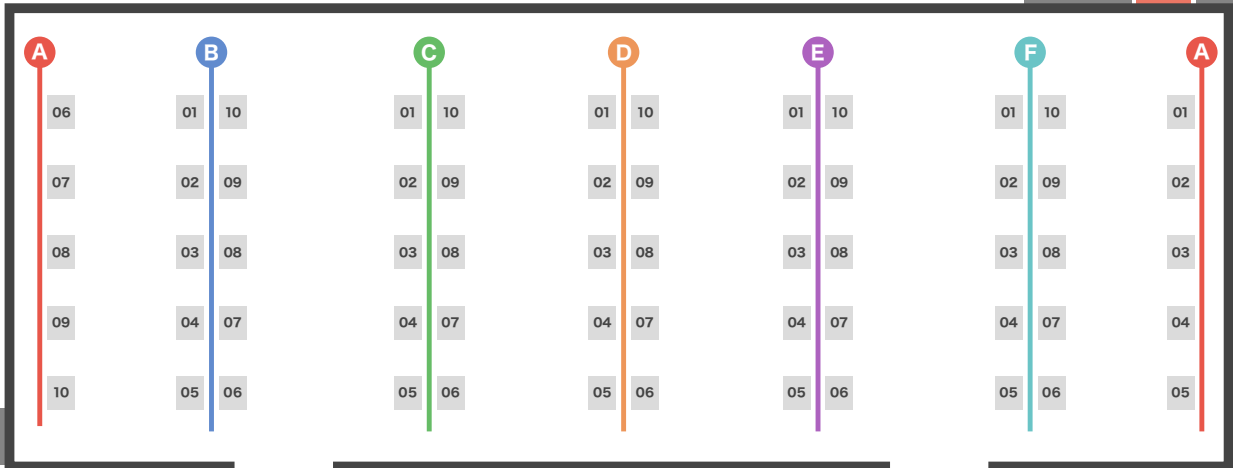 A B C D E F A
06 01 10 01 10 01 10 01 10 01 10 01
07 02 09 02 09 02 09 02 09 02 09 02
08 03 08 03 08 03 08 03 08 03 08 03
09 04 07 04 07 04 07 04 07 04 07 04
10 05 06 05 06 05 06 05 06 05 06 05